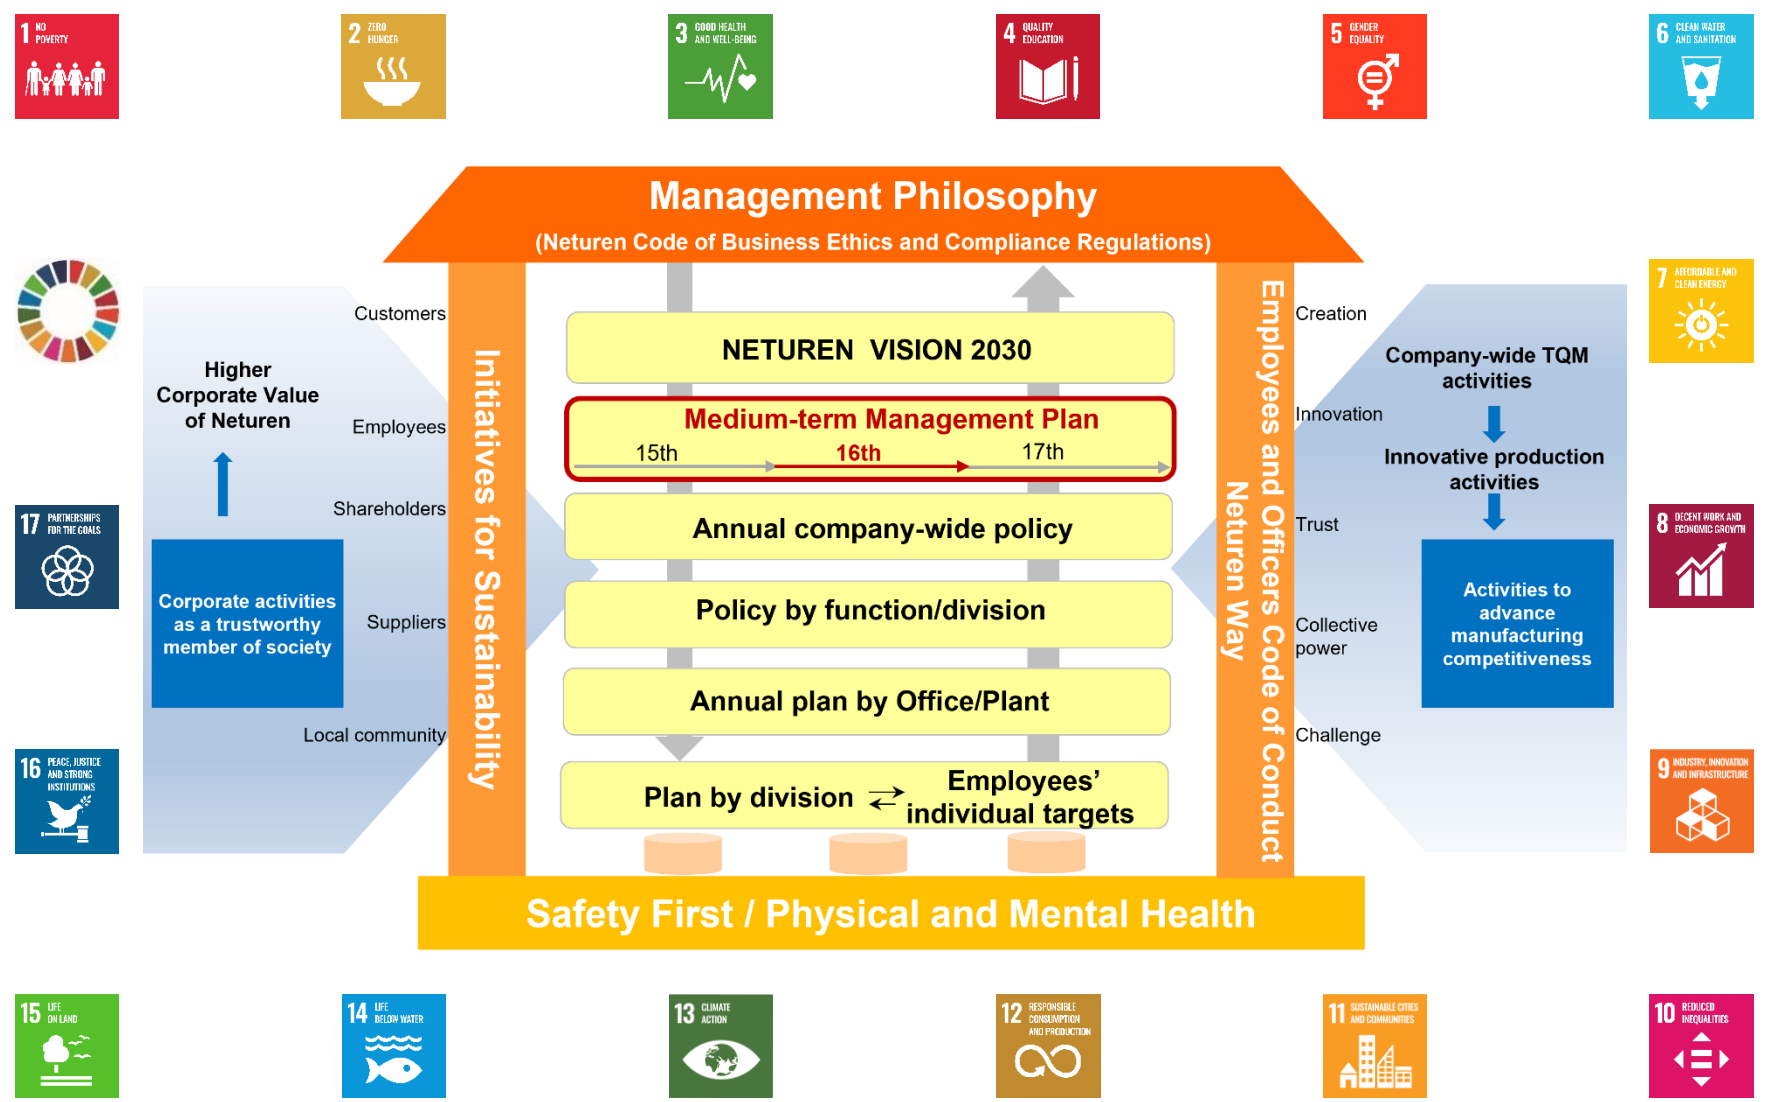 1 NO
POVERTY
2 ZERO
HUNGER
3 GOOD HEALTH
AND WELL-BEING
4 QUALITY
EDUCATION
5 GENDER
EQUALITY
6 CLEAN WATER
AND SANITATION
Management Philosophy
(Neturen Code of Business Ethics and Compliance Regulations)
Higher
Corporate Value
of Neturen
Corporate activities
as a trustworthy
member of society
Customers
Employees
Shareholders
Suppliers
Local community
Initiatives for Sustainability
NETUREN VISION 2030
Medium-term Management Plan
15th
16th
17th
Annual company-wide policy
Policy by function/division
Annual plan by Office/Plant
Plan by division
Employees’
individual targets
Employees and Officers Code of Conduct
Neturen Way
Creation
Innovation
Trust
Collective
power
Challenge
Company-wide TQM
activities
Innovative production
activities
Activities to
advance
manufacturing
competitiveness
Safety First / Physical and Mental Health
7 AFFORDABLE AND
CLEAN ENERGY
8 DECENT WORK AND
ECONOMIC GROWTH
9 INDUSTRY, INNOVATION
AND INFRASTRUCTURE
17 PARTNERSHIPS
FOR THE GOALS
16 PEACE, JUSTICE
AND STRONG
INSTITUTIONS
15 LIFE
ON LAND
14 LIFE
BELOW WATER
13 CLIMATE
ACTION
12 RESPONSIBLE
CONSUMPTION
AND PRODUCTION
11 SUSTAINABLE CITIES
AND COMMUNITIES
10 REDUCED
INEQUALITIES